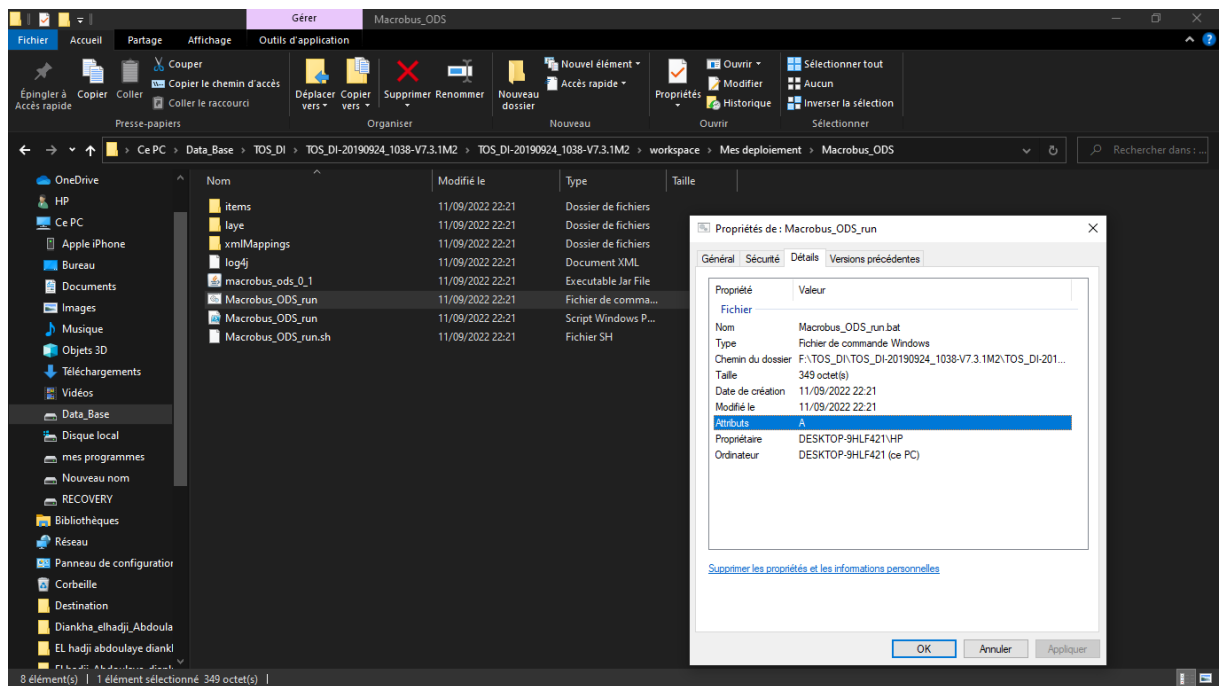 Gérer
Macrobus_ODS
Fichier Accueil Partage Affichage Outils d'application
Épingler à Accès rapide
Copier
Coller
Couper
Copier le chemin d'accès
Coller le raccourci
Déplacer vers
Copier vers
Supprimer
Renommer
Nouveau dossier
Nouvel élément
Accès rapide
Propriétés
Ouvrir
Modifier
Historique
Sélectionner tout
Aucun
Inverser la sélection
Presse-papiers Organiser Nouveau Ouvrir Sélectionner
Ce PC > Data_Base > TOS_DI > TOS_DI-20190924_1038-V7.3.1M2 > TOS_DI-20190924_1038-V7.3.1M2 > workspace > Mes deploiement > Macrobus_ODS
Rechercher dans : ...
OneDrive
HP
Ce PC
Apple iPhone
Bureau
Documents
Images
Musique
Objets 3D
Téléchargements
Vidéos
Data_Base
Disque local
mes programmes
Nouveau nom
RECOVERY
Bibliothèques
Réseau
Panneau de configuration
Corbeille
Destination
Diankha_elhadji_Abdoula
EL hadji abdoulaye diankl
Nom Modifié le Type Taille
items 11/09/2022 22:21 Dossier de fichiers
laye 11/09/2022 22:21 Dossier de fichiers
xmlMappings 11/09/2022 22:21 Dossier de fichiers
log4j 11/09/2022 22:21 Document XML
macrobus_ods_0_1 11/09/2022 22:21 Executable Jar File
Macrobus_ODS_run 11/09/2022 22:21 Fichier de comma...
Macrobus_ODS_run 11/09/2022 22:21 Script Windows P...
Macrobus_ODS_run.sh 11/09/2022 22:21 Fichier SH
Propriétés de : Macrobus_ODS_run
Général Sécurité Détails Versions précédentes
Propriété Valeur
Fichier
Nom Macrobus_ODS_run.bat
Type Fichier de commande Windows
Chemin du dossier F:\TOS_DI\TOS_DI-20190924_1038-V7.3.1M2\TOS_DI-201...
Taille 349 octet(s)
Date de création 11/09/2022 22:21
Modifié le 11/09/2022 22:21
Attributs A
Propriétaire DESKTOP-9HLF421\HP
Ordinateur DESKTOP-9HLF421 (ce PC)
Supprimer les propriétés et les informations personnelles
OK Annuler Appliquer
8 élément(s) | 1 élément sélectionné 349 octet(s) |